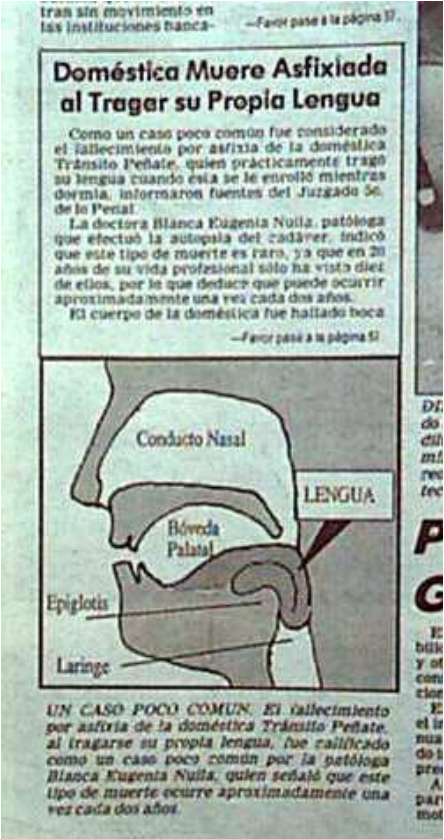 tran sin movimiento en
las instituciones banca-
—Favor pase a la página 57.
Doméstica Muere Asfixiada
al Tragar su Propia Lengua
Como un caso poco común fue considerado
el fallecimiento por asfixia de la doméstica
Tránsito Peñate, quien prácticamente tragó
su lengua cuando ésta se le enrolló mientras
dormía, informaron fuentes del Juzgado 5o.
de lo Penal.
La doctora Blanca Eugenia Nuila, patóloga
que efectuó la autopsia del cadáver, indicó
que este tipo de muerte es raro, ya que en 20
años de su vida profesional sólo ha visto diez
de ellos, por lo que deduce que puede ocurrir
aproximadamente una vez cada dos años.
El cuerpo de la doméstica fue hallado boca
—Favor pase a la página 57
Conducto Nasal
LENGUA
Bóveda
Palatal
Epiglotis
Laringe
UN CASO POCO COMUN. El fallecimiento
por asfixia de la doméstica Tránsito Peñate,
al tragarse su propia lengua, fue calificado
como un caso poco común por la patóloga
Blanca Eugenia Nuila, quien señaló que este
tipo de muerte ocurre aproximadamente una
vez cada dos años.